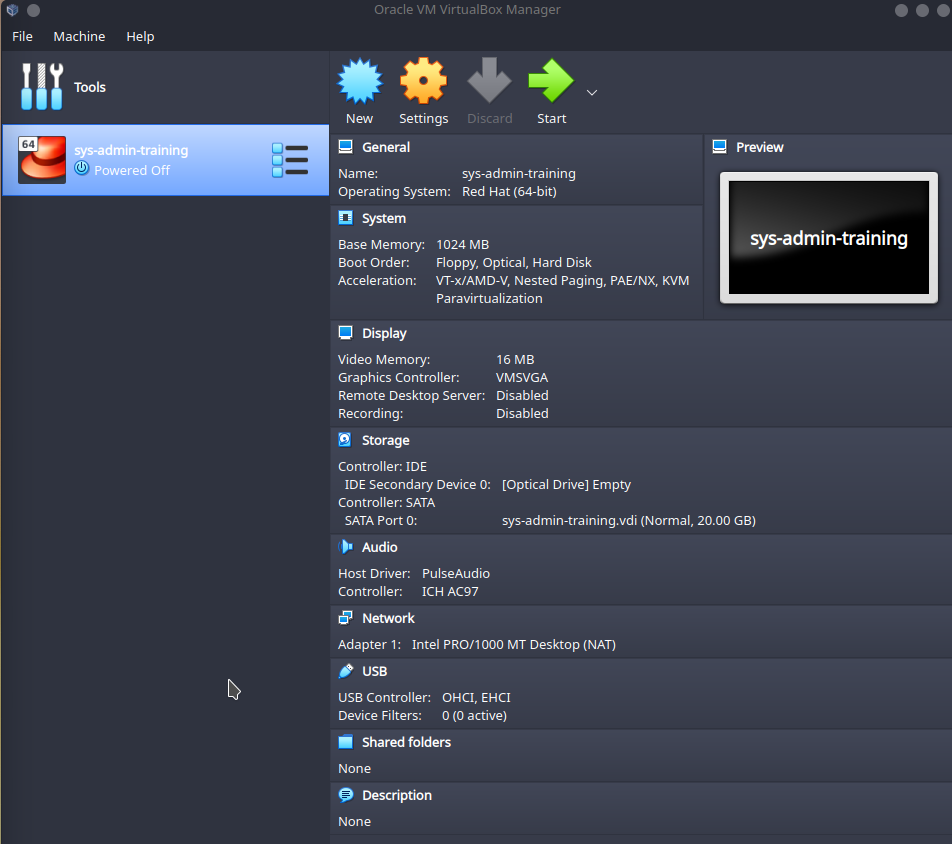 Oracle VM VirtualBox Manager
File Machine Help
Tools
New Settings Discard Start
64
sys-admin-training
Powered Off
General
Name: sys-admin-training
Operating System: Red Hat (64-bit)
Preview
sys-admin-training
System
Base Memory: 1024 MB
Boot Order: Floppy, Optical, Hard Disk
Acceleration: VT-x/AMD-V, Nested Paging, PAE/NX, KVM
Paravirtualization
Display
Video Memory: 16 MB
Graphics Controller: VMSVGA
Remote Desktop Server: Disabled
Recording: Disabled
Storage
Controller: IDE
IDE Secondary Device 0: [Optical Drive] Empty
Controller: SATA
SATA Port 0: sys-admin-training.vdi (Normal, 20.00 GB)
Audio
Host Driver: PulseAudio
Controller: ICH AC97
Network
Adapter 1: Intel PRO/1000 MT Desktop (NAT)
USB
USB Controller: OHCI, EHCI
Device Filters: 0 (0 active)
Shared folders
None
Description
None